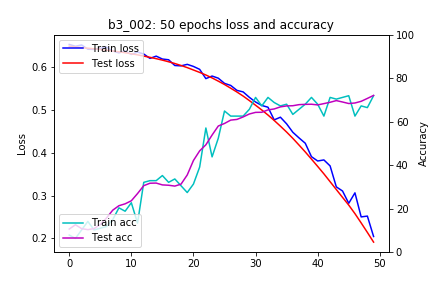 b3_002: 50 epochs loss and accuracy
Train loss
Test loss
Train acc
Test acc
Loss
Accuracy
0.6
0.5
0.4
0.3
0.2
100
80
60
40
20
0
0 10 20 30 40 50